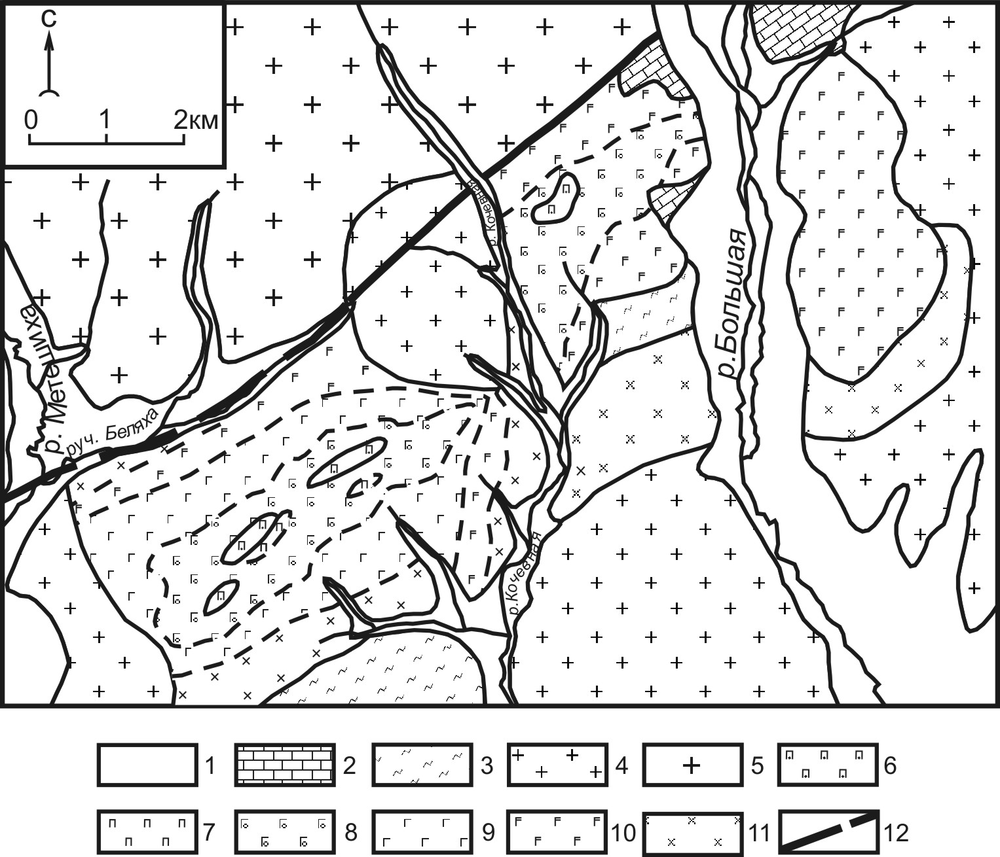 С
0 1 2км
р. Кочевная
р. Метешиха
руч. Беляха
р.Большая
р.Кочевная
1 2 3 4 5 6
7 8 9 10 11 12